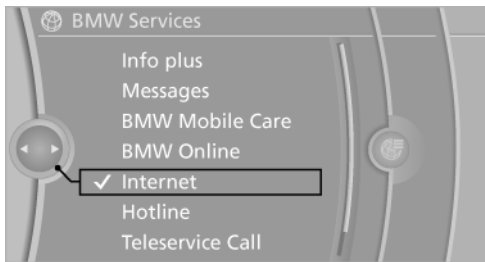 BMW Services
Info plus
Messages
BMW Mobile Care
BMW Online
✓ Internet
Hotline
Teleservice Call